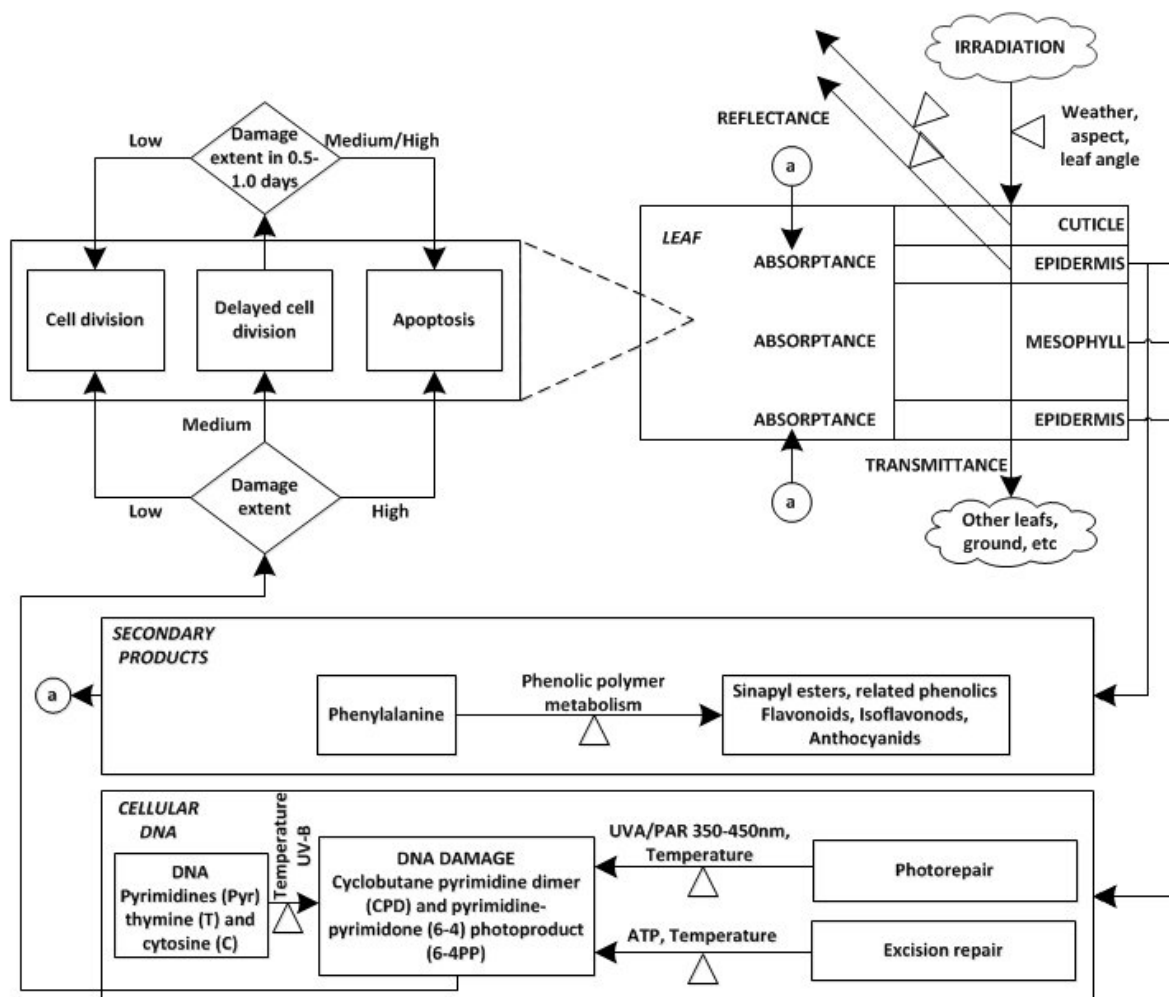 IRRADIATION
Weather,
aspect,
leaf angle
REFLECTANCE
Damage
extent in 0.5-
1.0 days
Low
Medium/High
a
LEAF
CUTICLE
ABSORPTANCE
EPIDERMIS
Cell division
Delayed cell
division
Apoptosis
ABSORPTANCE
MESOPHYLL
ABSORPTANCE
EPIDERMIS
Medium
TRANSMITTANCE
Damage
extent
Low
High
a
Other leafs,
ground, etc
SECONDARY
PRODUCTS
a
Phenylalanine
Phenolic polymer
metabolism
Sinapyl esters, related phenolics
Flavonoids, Isoflavonods,
Anthocyanids
CELLULAR
DNA
DNA
Pyrimidines (Pyr)
thymine (T) and
cytosine (C)
Temperature
UV-B
DNA DAMAGE
Cyclobutane pyrimidine dimer
(CPD) and pyrimidine-
pyrimidone (6-4) photoproduct
(6-4PP)
UVA/PAR 350-450nm,
Temperature
Photorepair
ATP, Temperature
Excision repair